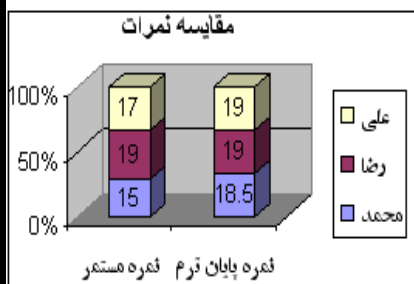 مقایسه نمرات
100%
50%
0%
17
19
15
19
19
18.5
نمره مستمر
نمره پایان ترم
علی
رضا
محمد